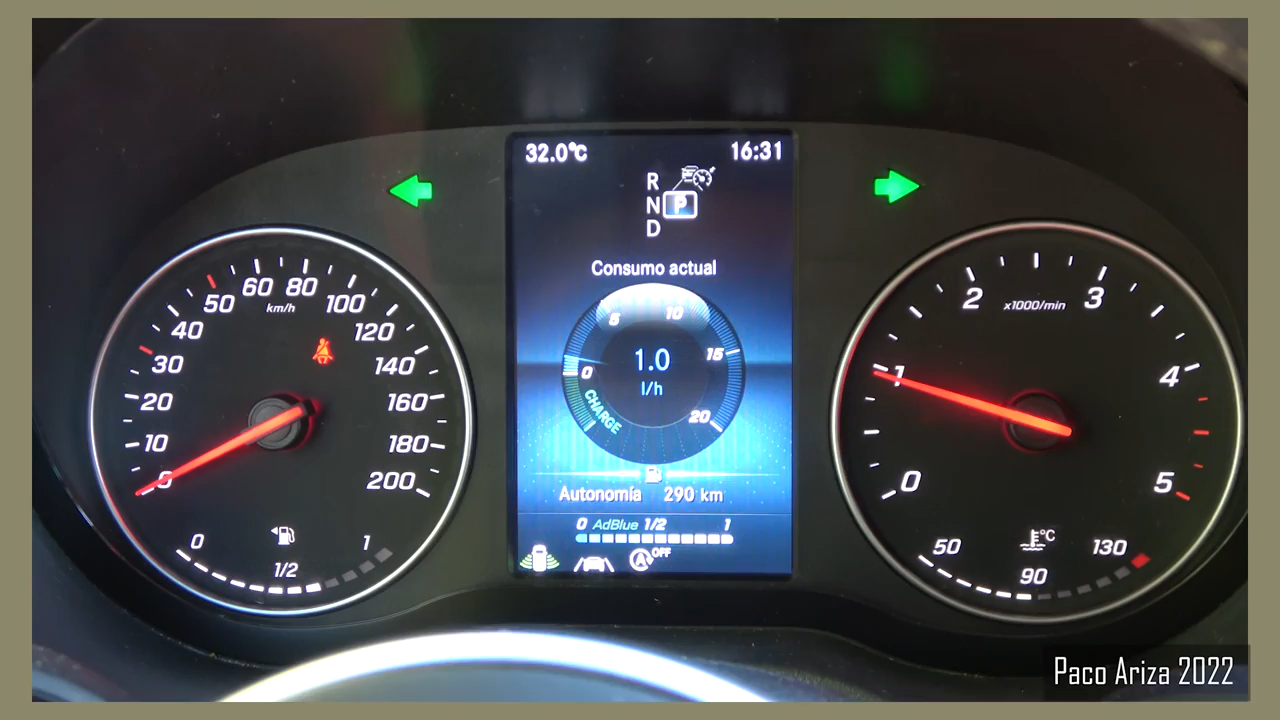 32.0°C 16:31
R
N P
D
Consumo actual
5 10 15 20
0
CHARGE
1.0
l/h
Autonomía 290 km
0 AdBlue 1/2 1
A OFF
0 10 20 30 40 50 60 80 100 120 140 160 180 200
km/h
0 1/2 1
0 1 2 3 4 5
x1000/min
°C
50 90 130
Paco Ariza 2022